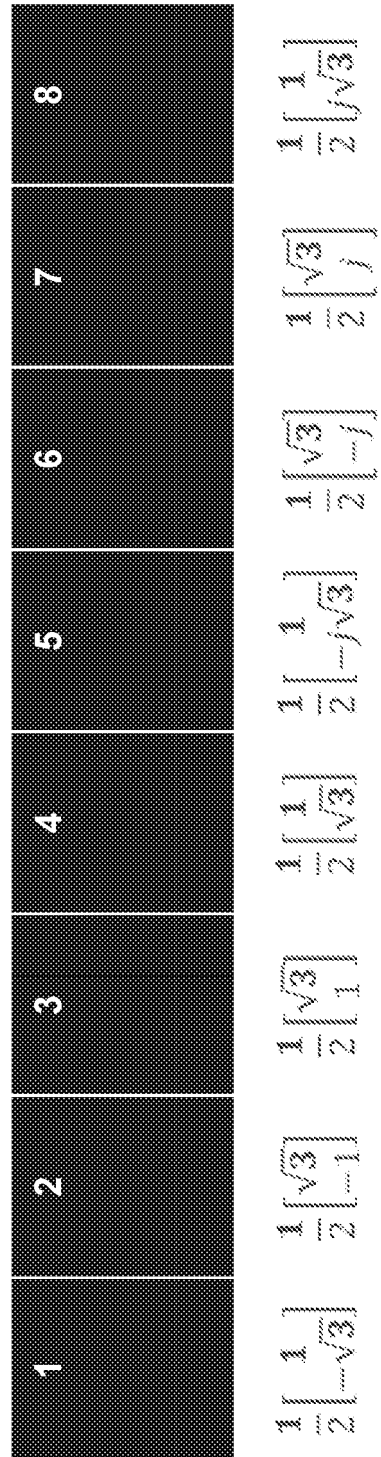 1 2 3 4 5 6 7 8
1/2 [1; −√3] 1/2 [√3; −1] 1/2 [√3; 1] 1/2 [1; √3] 1/2 [1; −j√3] 1/2 [√3; −j] 1/2 [√3; j] 1/2 [1; j√3]